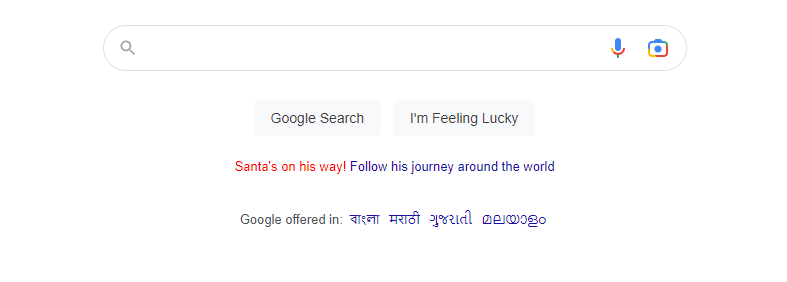 Google Search I'm Feeling Lucky
Santa's on his way! Follow his journey around the world
Google offered in: বাংলা मराठी ગુજરાતી മലയാളം